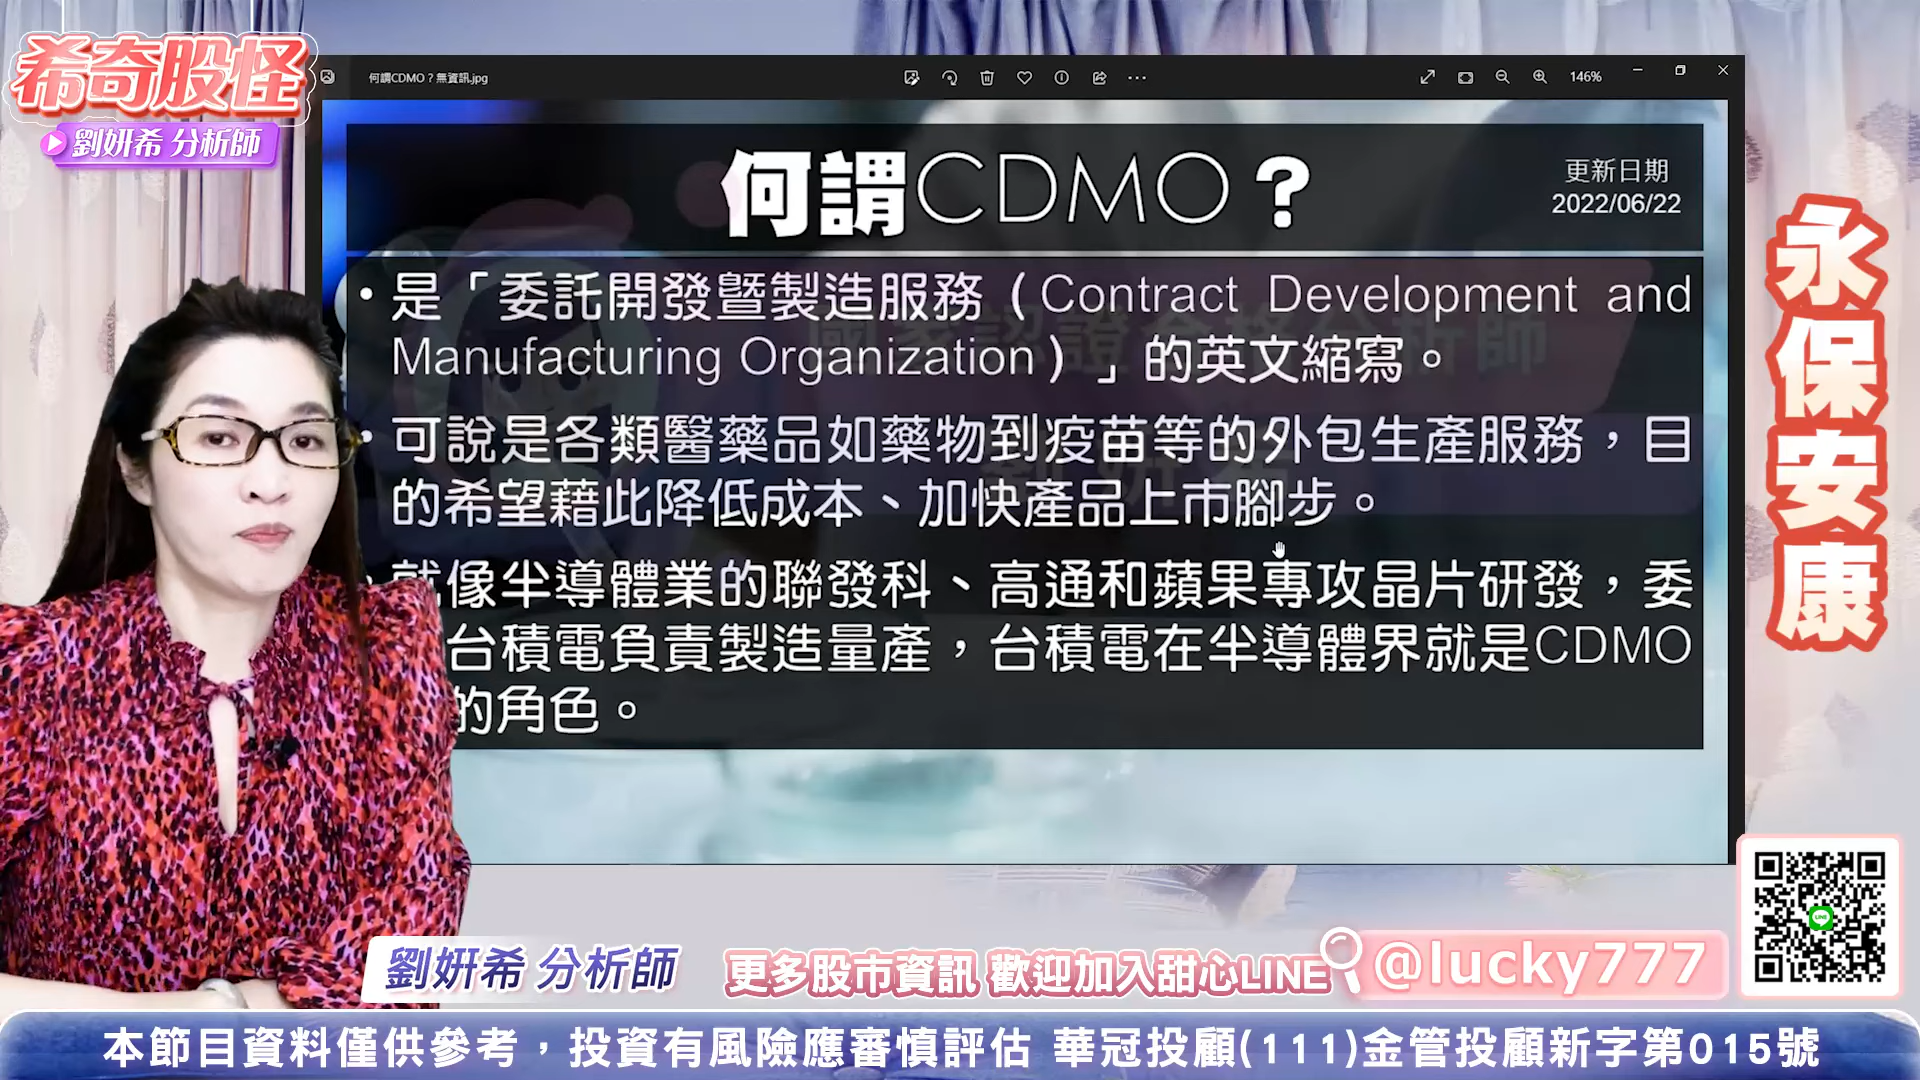 希奇股怪
劉妍希 分析師
何謂CDMO？無資訊.jpg
146%
何謂CDMO？
更新日期
2022/06/22
•是「委託開發暨製造服務（Contract Development and
Manufacturing Organization）」的英文縮寫。
•可說是各類醫藥品如藥物到疫苗等的外包生產服務，目
的希望藉此降低成本、加快產品上市腳步。
就像半導體業的聯發科、高通和蘋果專攻晶片研發，委
台積電負責製造量產，台積電在半導體界就是CDMO
的角色。
永保安康
劉妍希 分析師
更多股市資訊 歡迎加入甜心LINE
@lucky777
LINE
本節目資料僅供參考，投資有風險應審慎評估 華冠投顧(111)金管投顧新字第015號